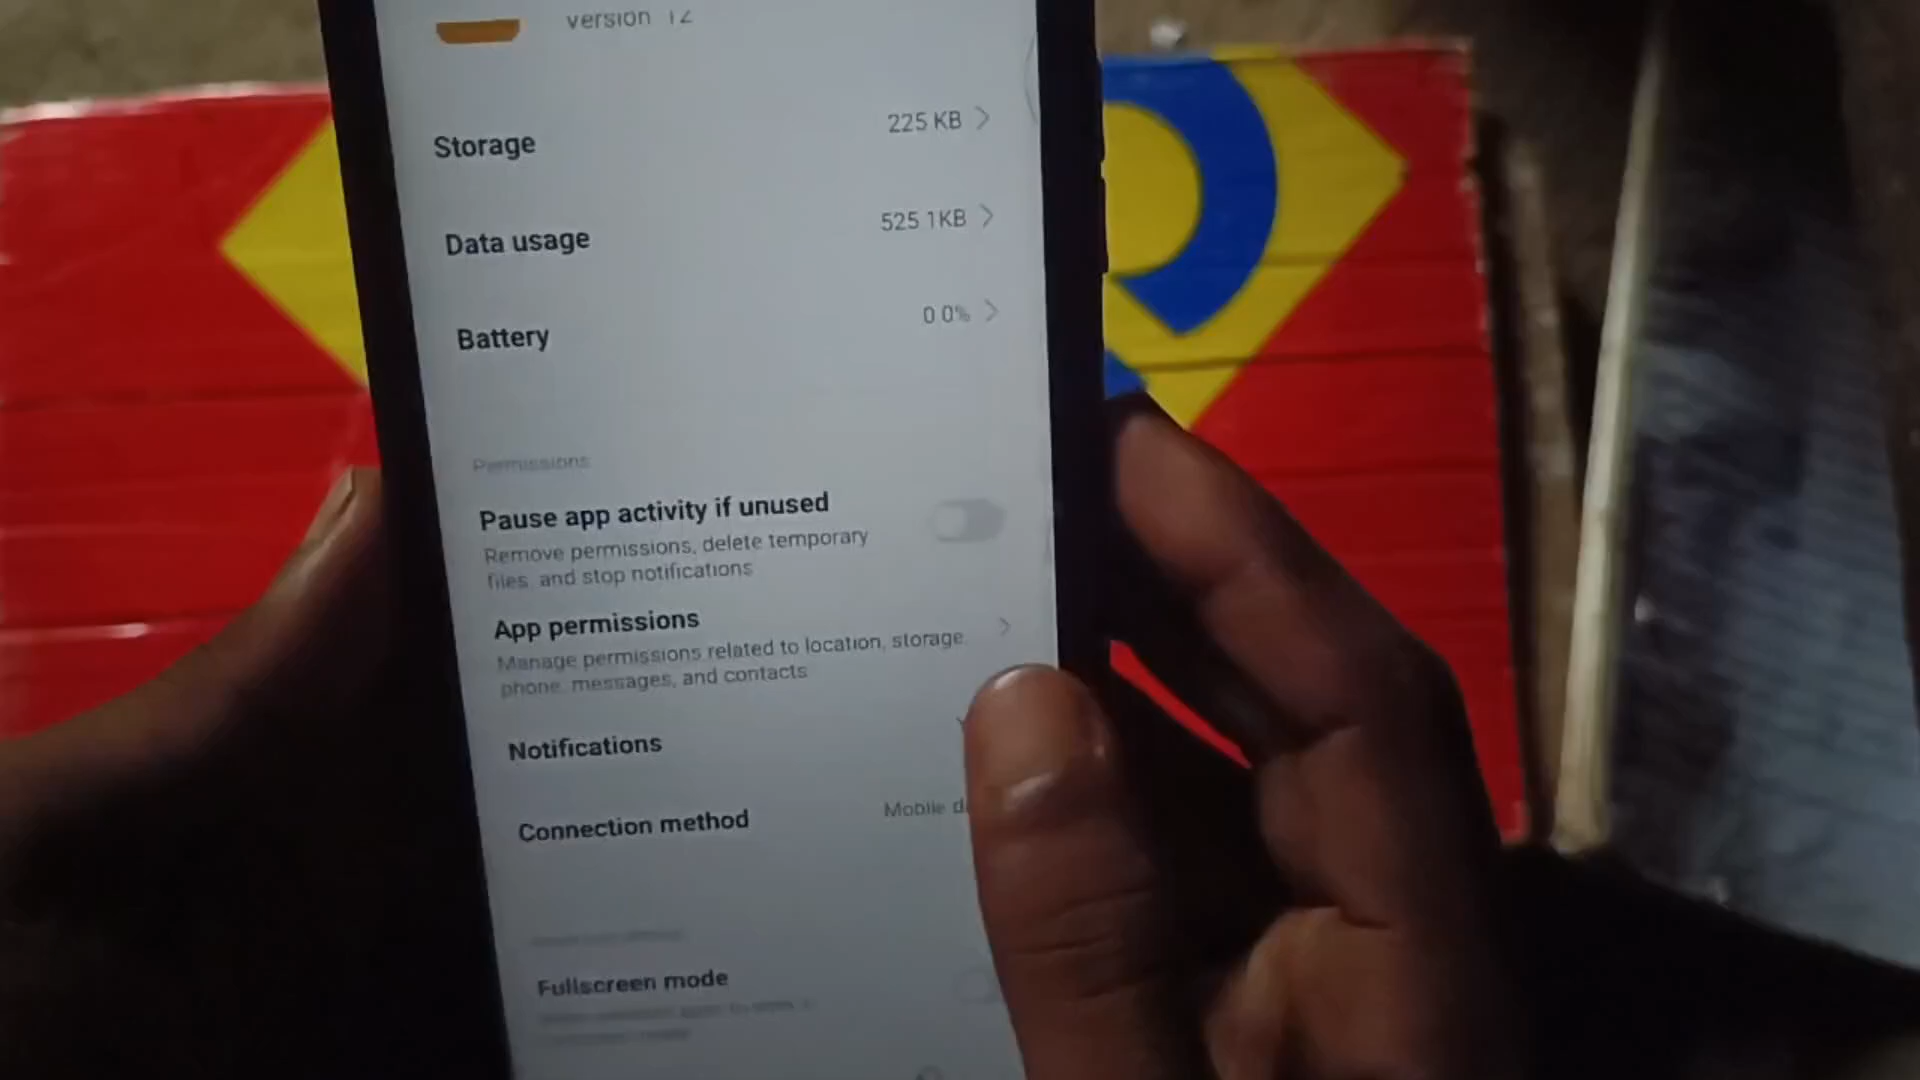 version 12
Storage
225 KB
Data usage
525 1KB
Battery
0 0%
Permissions
Pause app activity if unused
Remove permissions, delete temporary
files, and stop notifications
App permissions
Manage permissions related to location, storage,
phone, messages, and contacts
Notifications
Connection method
Mobile d
Fullscreen mode